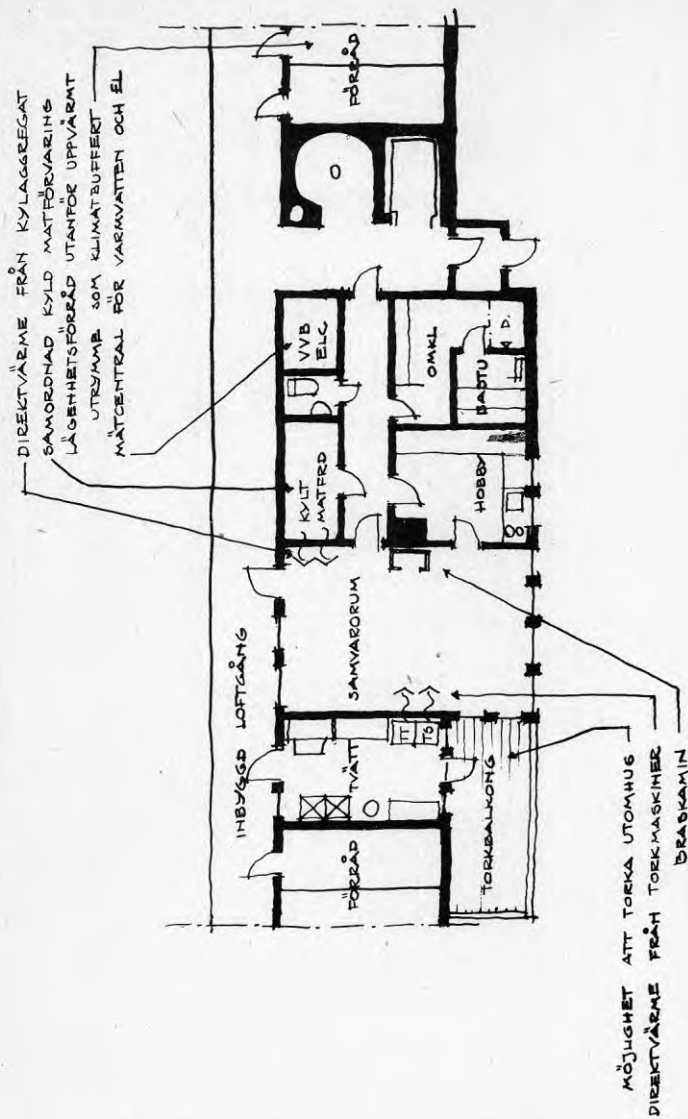 DIREKTVÄRME FRÅN KYLAGGREGAT
SAMORDNAD KYLD MATFÖRVARING
LÄGENHETSFÖRRÅD UTANFÖR UPPVÄRMT
UTRYMME SOM KLIMATBUFFERT
MÄTCENTRAL FÖR VARMVATTEN OCH EL
INBYGGD LOFTGÅNG
FÖRRÅD
TVÄTT
TT
TS
SAMVARORUM
KYLT
MATFRD
VVB
ELC
FÖRRÅD
HOBBY
OMKL
BADTU
D.
TORKBALKONG
MÖJLIGHET ATT TORKA UTOMHUS
DIREKTVÄRME FRÅN TORKMASKINER
BRASKAMIN